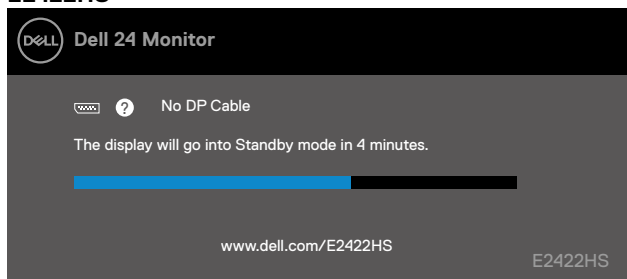 E2422HS
DELL Dell 24 Monitor
No DP Cable
The display will go into Standby mode in 4 minutes.
www.dell.com/E2422HS
E2422HS